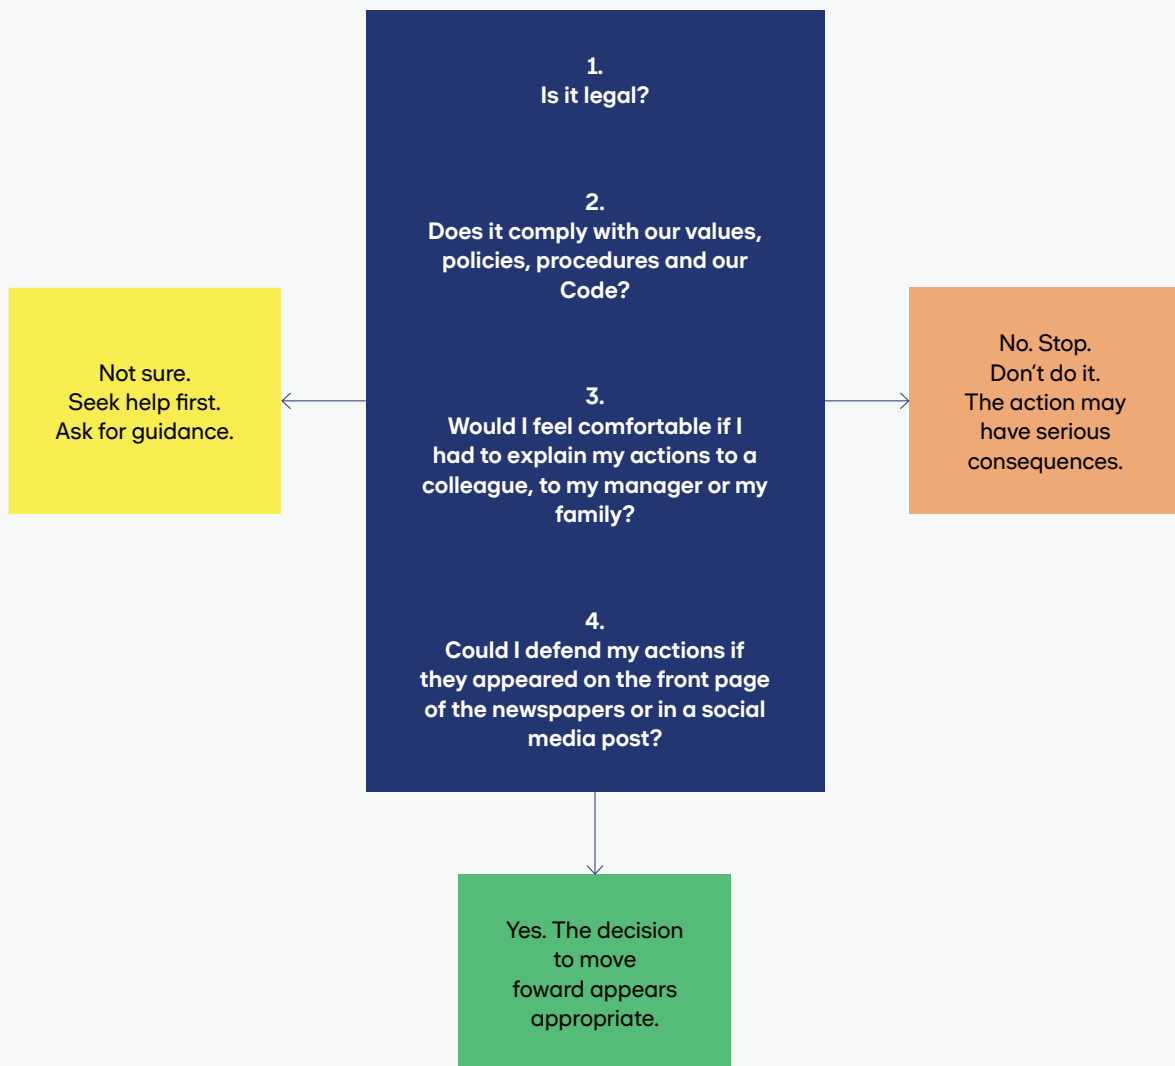 1.
Is it legal?
2.
Does it comply with our values,
policies, procedures and our
Code?
3.
Would I feel comfortable if I
had to explain my actions to a
colleague, to my manager or my
family?
4.
Could I defend my actions if
they appeared on the front page
of the newspapers or in a social
media post?
Not sure.
Seek help first.
Ask for guidance.
No. Stop.
Don't do it.
The action may
have serious
consequences.
Yes. The decision
to move
foward appears
appropriate.